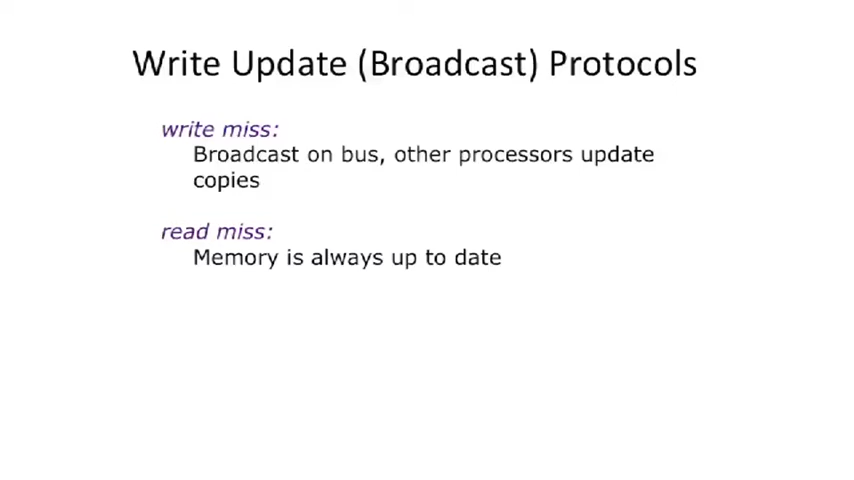 Write Update (Broadcast) Protocols
write miss:
Broadcast on bus, other processors update
copies
read miss:
Memory is always up to date